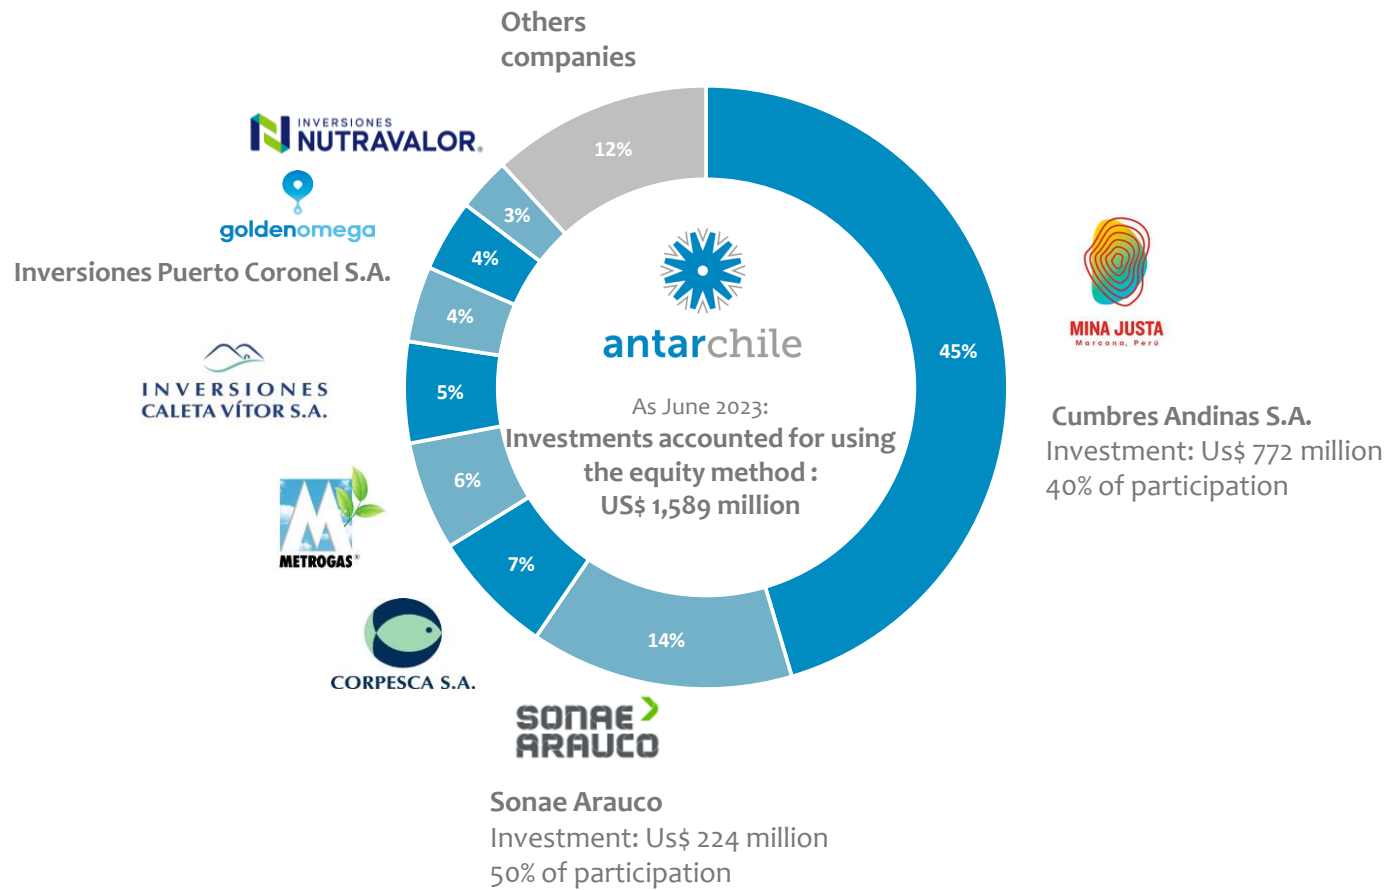 Others
companies
INVERSIONES
NUTRAVALOR®
goldenomega
Inversiones Puerto Coronel S.A.
INVERSIONES
CALETA VÍTOR S.A.
METROGAS®
CORPESCA S.A.
SONAE
ARAUCO
Sonae Arauco
Investment: Us$ 224 million
50% of participation
MINA JUSTA
Marcona, Perú
Cumbres Andinas S.A.
Investment: Us$ 772 million
40% of participation
12%
3%
4%
4%
5%
6%
7%
14%
45%
antarchile
As June 2023:
Investments accounted for using
the equity method :
US$ 1,589 million